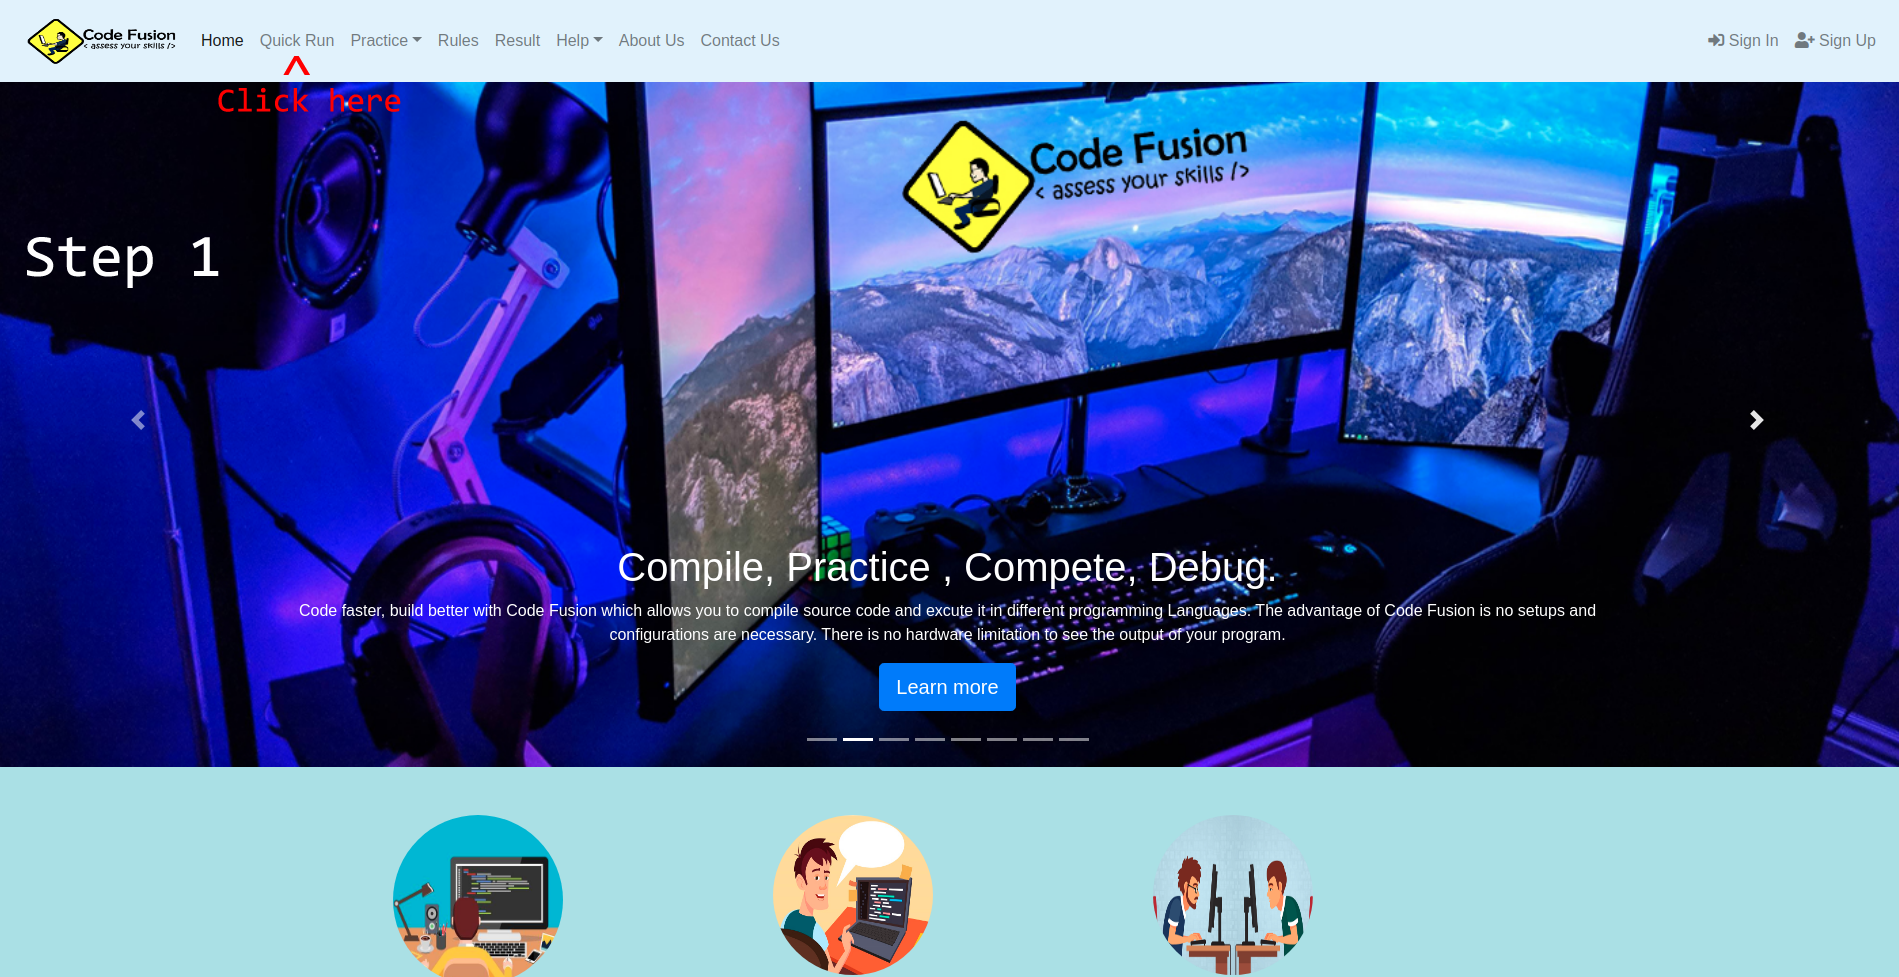 Code Fusion
< assess your skills />
Home Quick Run Practice Rules Result Help About Us Contact Us Sign In Sign Up
^
Click here
Code Fusion
< assess your skills />
Step 1
Compile, Practice , Compete, Debug.
Code faster, build better with Code Fusion which allows you to compile source code and excute it in different programming Languages. The advantage of Code Fusion is no setups and
configurations are necessary. There is no hardware limitation to see the output of your program.
Learn more